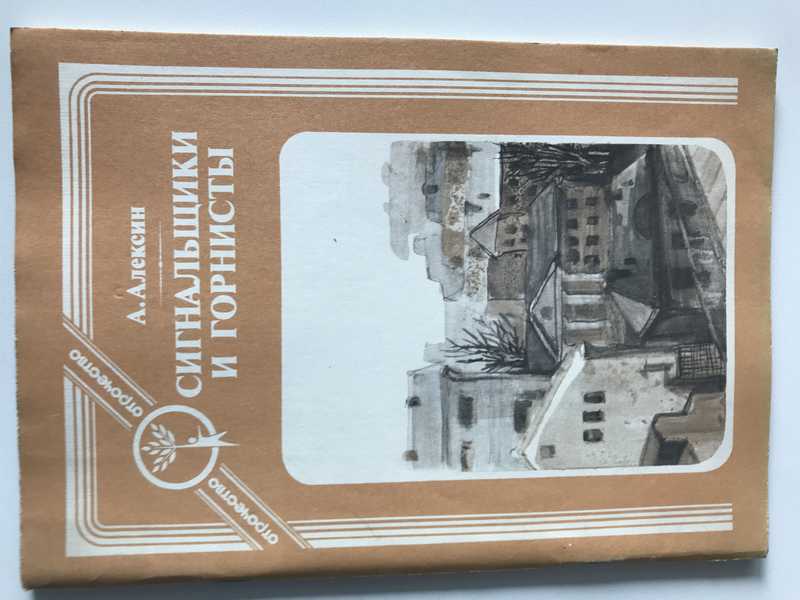 А. Алексин
СИГНАЛЬЩИКИ
И ГОРНИСТЫ
отрочество
отрочество